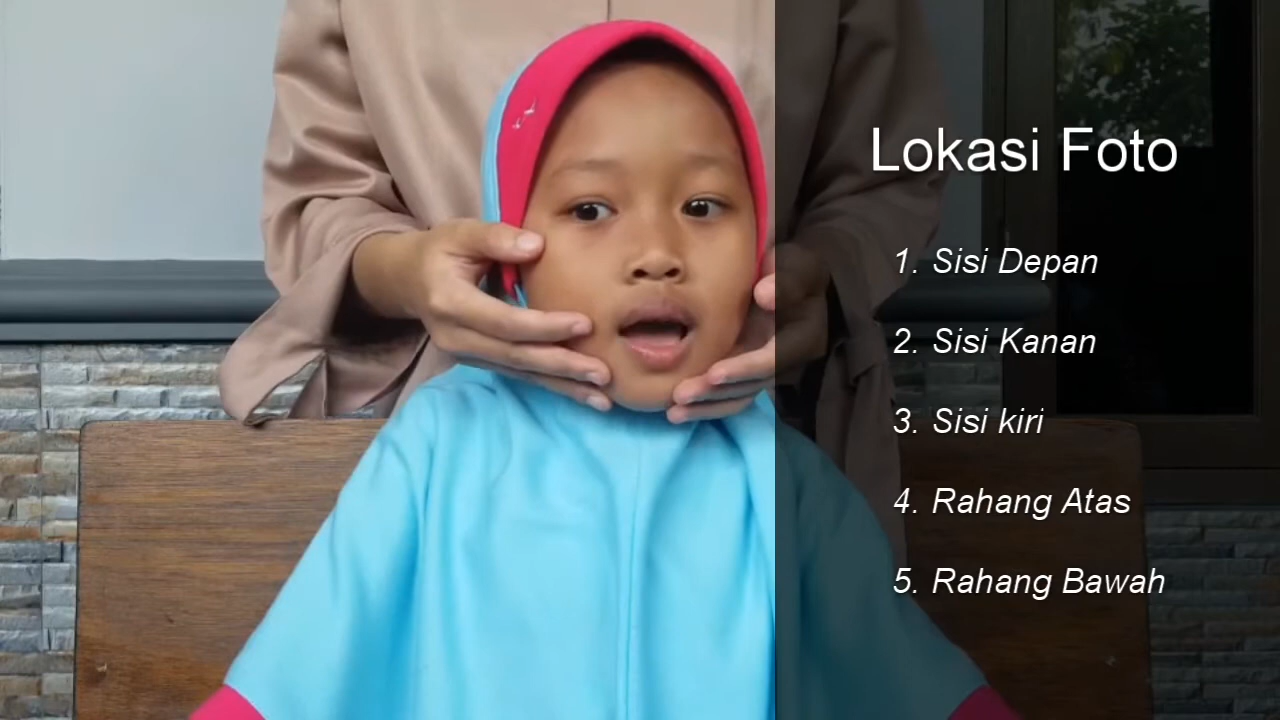 Lokasi Foto
1. Sisi Depan
2. Sisi Kanan
3. Sisi kiri
4. Rahang Atas
5. Rahang Bawah